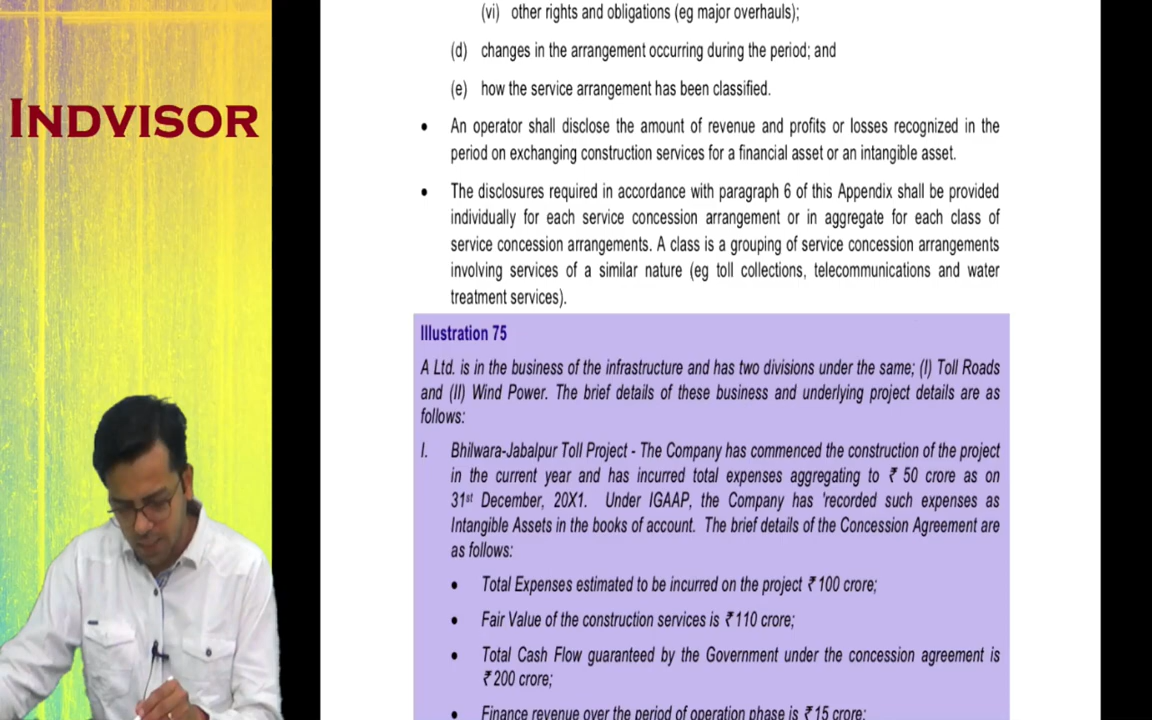 INDVISOR
(vi) other rights and obligations (eg major overhauls);
(d) changes in the arrangement occurring during the period; and
(e) how the service arrangement has been classified.
• An operator shall disclose the amount of revenue and profits or losses recognized in the
period on exchanging construction services for a financial asset or an intangible asset.
• The disclosures required in accordance with paragraph 6 of this Appendix shall be provided
individually for each service concession arrangement or in aggregate for each class of
service concession arrangements. A class is a grouping of service concession arrangements
involving services of a similar nature (eg toll collections, telecommunications and water
treatment services).
Illustration 75
A Ltd. is in the business of the infrastructure and has two divisions under the same; (I) Toll Roads
and (II) Wind Power. The brief details of these business and underlying project details are as
follows:
I. Bhilwara-Jabalpur Toll Project - The Company has commenced the construction of the project
in the current year and has incurred total expenses aggregating to ₹ 50 crore as on
31st December, 20X1. Under IGAAP, the Company has 'recorded such expenses as
Intangible Assets in the books of account. The brief details of the Concession Agreement are
as follows:
• Total Expenses estimated to be incurred on the project ₹ 100 crore;
• Fair Value of the construction services is ₹ 110 crore;
• Total Cash Flow guaranteed by the Government under the concession agreement is
₹ 200 crore;
• Finance revenue over the period of operation phase is ₹ 15 crore;